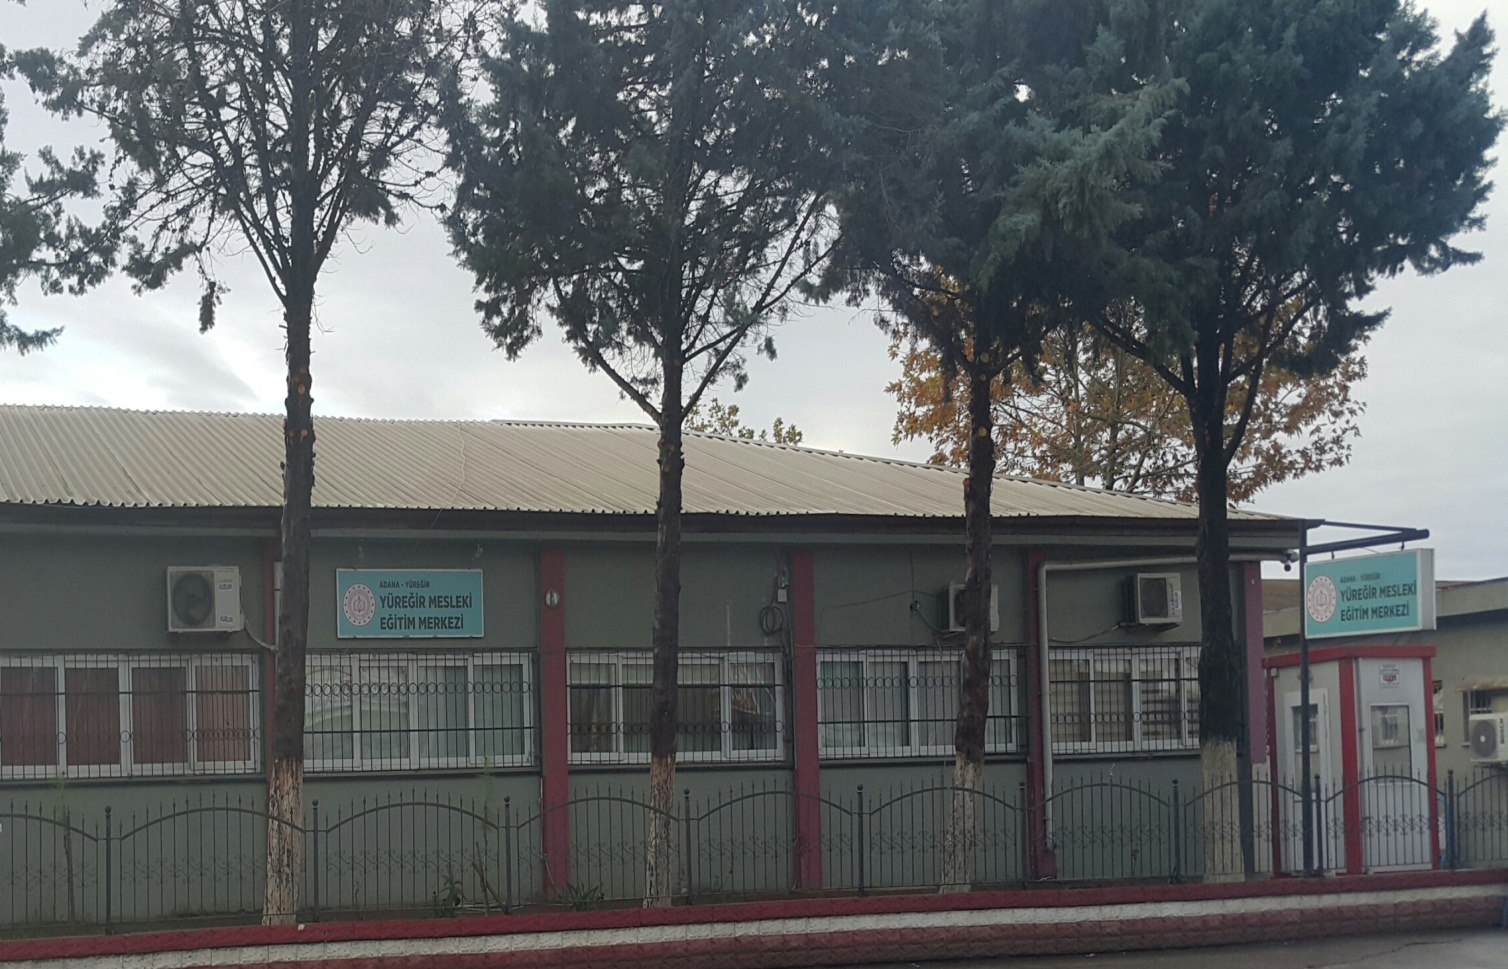 ADANA - YÜREĞİR
YÜREĞİR MESLEKİ
EĞİTİM MERKEZİ
ADANA - YÜREĞİR
YÜREĞİR MESLEKİ
EĞİTİM MERKEZİ